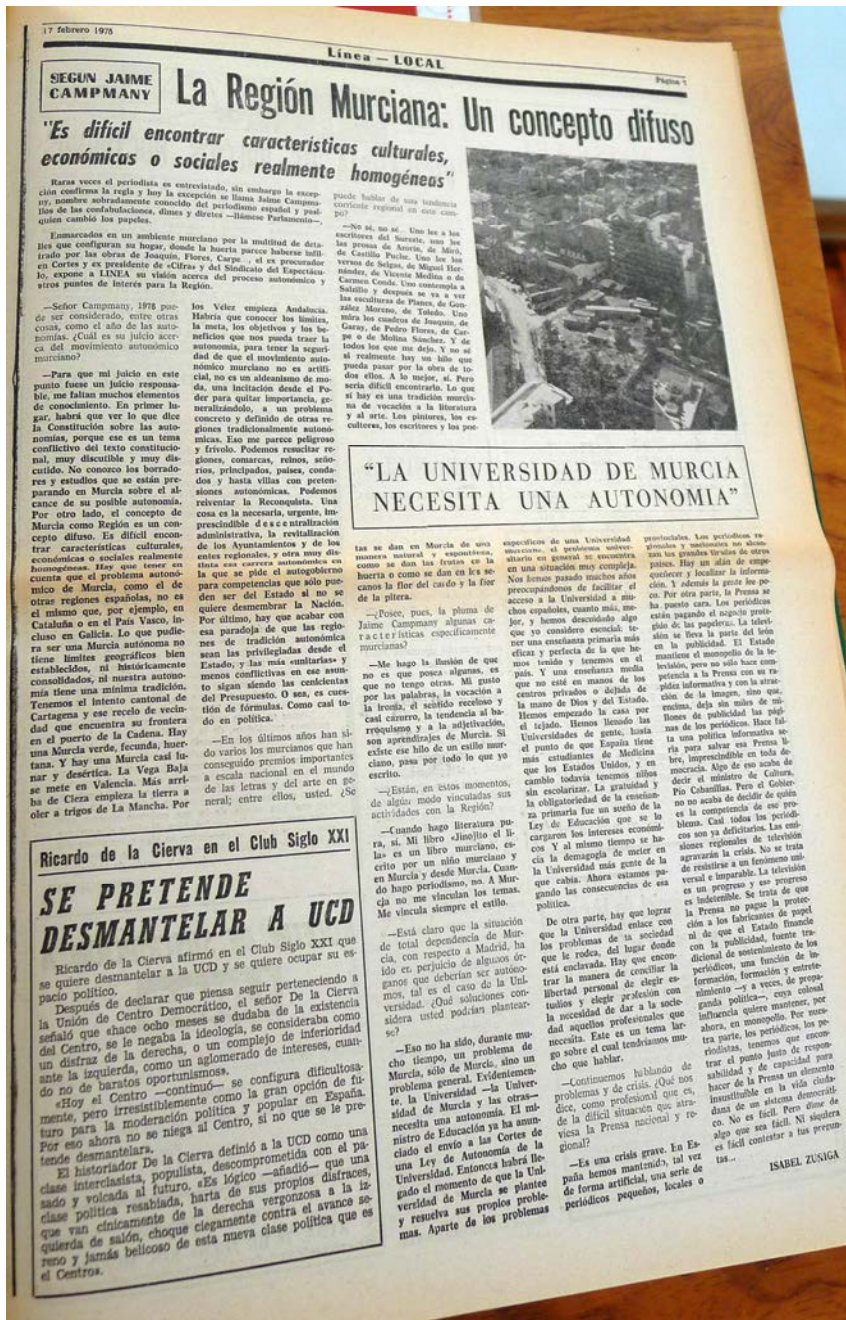 17 febrero 1978
Línea — LOCAL
Página 7
SEGUN JAIME
CAMPMANY
La Región Murciana: Un concepto difuso
"Es difícil encontrar características culturales,
económicas o sociales realmente homogéneas"
Raras veces el periodista es entrevistado, sin embargo la excep-
ción confirma la regla y hoy la excepción se llama Jaime Campma-
ny, nombre sobradamente conocido del periodismo español y pasi-
llos de las confabulaciones, dimes y diretes —llámese Parlamento—,
quien cambió los papeles.
Enmarcados en un ambiente murciano por la multitud de deta-
lles que configuran su hogar, donde la huerta parece haberse infil-
trado por las obras de Joaquín, Flores, Carpe , el ex procurador
en Cortes y ex presidente de «Cifra» y del Sindicato del Espectácu-
lo, expone a LINEA su visión acerca del proceso autonómico y
otros puntos de interés para la Región.
—Señor Campmany, 1978 pue-
de ser considerado, entre otras
cosas, como el año de las auto-
nomías. ¿Cuál es su juicio acer-
ca del movimiento autonómico
murciano?
—Para que mi juicio en este
punto fuese un juicio responsa-
ble, me faltan muchos elementos
de conocimiento. En primer lu-
gar, habrá que ver lo que dice
la Constitución sobre las auto-
nomías, porque ese es un tema
conflictivo del texto constitucio-
nal, muy discutible y muy dis-
cutido. No conozco los borrado-
res y estudios que se están pre-
parando en Murcia sobre el al-
cance de su posible autonomía.
Por otro lado, el concepto de
Murcia como Región es un con-
cepto difuso. Es difícil encon-
trar características culturales,
económicas o sociales realmente
homogéneas. Hay que tener en
cuenta que el problema autonó-
mico de Murcia, como el de
otras regiones españolas, no es
el mismo que, por ejemplo, en
Cataluña o en el País Vasco, in-
cluso en Galicia. Lo que pudie-
ra ser una Murcia autónoma no
tiene límites geográficos bien
establecidos, ni históricamente
consolidados, ni nuestra autono-
mía tiene una mínima tradición.
Tenemos el intento cantonal de
Cartagena y ese recelo de vecin-
dad que encuentra su frontera
en el puerto de la Cadena. Hay
una Murcia verde, fecunda, huer-
tana. Y hay una Murcia casi lu-
nar y desértica. La Vega Baja
se mete en Valencia. Más arri-
ba de Cieza empieza la tierra a
oler a trigos de La Mancha. Por
los Vélez empieza Andalucía.
Habría que conocer los límites,
la meta, los objetivos y los be-
neficios que nos pueda traer la
autonomía, para tener la seguri-
dad de que el movimiento auto-
nómico murciano no es artifi-
cial, no es un aldeanismo de mo-
da, una incitación desde el Po-
der para quitar importancia, ge-
neralizándolo, a un problema
concreto y definido de otras re-
giones tradicionalmente autonó-
micas. Eso me parece peligroso
y frívolo. Podemos resucitar re-
giones, comarcas, reinos, seño-
ríos, principados, países, conda-
dos y hasta villas con preten-
siones autonómicas. Podemos
reiventar la Reconquista. Una
cosa es la necesaria, urgente, im-
prescindible descentralización
administrativa, la revitalización
de los Ayuntamientos y de los
entes regionales, y otra muy dis-
tinta esa carrera autonómica en
la que se pide el autogobierno
para competencias que sólo pue-
den ser del Estado si no se
quiere desmembrar la Nación.
Por último, hay que acabar con
esa paradoja de que las regio-
nes de tradición autonómica
sean las privilegiadas desde el
Estado, y las más «unitarias» y
menos conflictivas en ese asun-
to sigan siendo las cenicientas
del Presupuesto. O sea, es cues-
tión de fórmulas. Como casi to-
do en política.
—En los últimos años han si-
do varios los murcianos que han
conseguido premios importantes
a escala nacional en el mundo
de las letras y del arte en ge-
neral; entre ellos, usted. ¿Se
puede hablar de una tendencia
corriente regional en este cam-
po?
—No sé, no sé... Uno lee a los
escritores del Sureste, uno lee
las prosas de Azorín, de Miró,
de Castillo Puche. Uno lee los
versos de Selgas, de Miguel Her-
nández, de Vicente Medina o de
Carmen Conde. Uno contempla a
Salzillo y después se va a ver
las esculturas de Planes, de Gon-
zález Moreno, de Toledo. Uno
mira los cuadros de Joaquín, de
Garay, de Pedro Flores, de Car-
pe o de Molina Sánchez. Y de
todos los que me dejo. Y no sé
si realmente hay un hilo que
pueda pasar por la obra de to-
dos ellos. A lo mejor, sí. Pero
sería difícil encontrarlo. Lo que
sí hay es una tradición murcia-
na de vocación a la literatura
y al arte. Los pintores, los es-
cultores, los escritores y los poe-
“LA UNIVERSIDAD DE MURCIA
NECESITA UNA AUTONOMIA”
tas se dan en Murcia de una
manera natural y espontánea,
como se dan las frutas en la
huerta o como se dan en los se-
canos la flor del cardo y la flor
de la pitera.
—¿Posee, pues, la pluma de
Jaime Campmany algunas ca-
racterísticas específicamente
murcianas?
—Me hago la ilusión de que
no es que posea algunas, es
que no tengo otras. Mi gusto
por las palabras, la vocación a
la ironía, el sentido receloso y
casi cázurro, la tendencia al ba-
rroquismo y a la adjetivación,
son aprendizajes de Murcia. Si
existe ese hilo de un estilo mur-
ciano, pasa por todo lo que yo
escrito.
—¿Están, en estos momentos,
de algún modo vinculadas sus
actividades con la Región?
—Cuando hago literatura pu-
ra, sí. Mi libro «Jinojito el li-
la» es un libro murciano, es-
crito por un niño murciano y
en Murcia y desde Murcia. Cuan-
do hago periodismo, no. A Mur-
cia no me vinculan los temas.
Me vincula siempre el estilo.
—Está claro que la situación
de total dependencia de Mur-
cia, con respecto a Madrid, ha
ido en perjuicio de algunos ór-
ganos que deberían ser autóno-
mos, tal es el caso de la Uni-
versidad. ¿Qué soluciones con-
sidera usted podrían plantear-
se?
—Eso no ha sido, durante mu-
cho tiempo, un problema de
Murcia, sólo de Murcia, sino un
problema general. Evidentemen-
te, la Universidad —la Univer-
sidad de Murcia y las otras—
necesita una autonomía. El mi-
nistro de Educación ya ha anun-
ciado el envío a las Cortes de
una Ley de Autonomía de la
Universidad. Entonces habrá lle-
gado el momento de que la Uni-
versidad de Murcia se plantee
y resuelva sus propios proble-
mas. Aparte de los problemas
específicos de una Universidad
murciana, el problema univer-
sitario en general se encuentra
en una situación muy compleja.
Nos hemos pasado muchos años
preocupándonos de facilitar el
acceso a la Universidad a mu-
chos españoles, cuanto más, me-
jor, y hemos descuidado algo
que yo considero esencial: te-
ner una enseñanza primaria más
eficaz y perfecta de la que he-
mos tenido y tenemos en el
país. Y una enseñanza media
que no esté en manos de los
centros privados o dejada de
la mano de Dios y del Estado.
Hemos empezado la casa por
el tejado. Hemos llenado las
Universidades de gente, hasta
el punto de que España tiene
más estudiantes de Medicina
que los Estados Unidos, y en
cambio todavía tenemos niños
sin escolarizar. La gratuidad y
la obligatoriedad de la enseñan-
za primaria fue un sueño de la
Ley de Educación que se lo
cargaron los intereses económi-
cos Y al mismo tiempo se ha-
cía la demagogia de meter en
la Universidad más gente de la
que cabía. Ahora estamos pa-
gando las consecuencias de esa
política.
De otra parte, hay que lograr
que la Universidad enlace con
los problemas de la sociedad
que le rodea, del lugar donde
está enclavada. Hay que encon-
trar la manera de conciliar la
libertad personal de elegir es-
tudios y elegir profesión con
la necesidad de dar a la socie-
dad aquellos profesionales que
necesita. Este es un tema lar-
go sobre el cual tendríamos mu-
cho que hablar.
—Continuemos hablando de
problemas y de crisis. ¿Qué nos
dice, como profesional que es,
de la difícil situación que atra-
viesa la Prensa nacional y re-
gional?
—Es una crisis grave. En Es-
paña hemos mantenido, tal vez
de forma artificial, una serie de
periódicos pequeños, locales o
provinciales. Los periódicos re-
gionales y nacionales no alcan-
zan los grandes tirajes de otros
países. Hay un afán de empe-
queñecer y localizar la informa-
ción. Y además la gente lee po-
co. Por otra parte, la Prensa se
ha puesto cara. Los periódicos
están pagando el negocio prote-
gido de las papeleras. La televi-
sión se lleva la parte del león
en la publicidad. El Estado
mantiene el monopolio de la te-
levisión, pero no sólo hace com-
petencia a la Prensa con su rá-
pidez informativa y con la atrac-
ción de la imagen, sino que,
encima, deja sin miles de mi-
llones de publicidad las pági-
nas de los periódicos. Hace fal-
ta una política informativa se-
ria para salvar esa Prensa li-
bre, imprescindible en toda de-
mocracia. Algo de eso acaba de
decir el ministro de Cultura,
Pío Cabanillas. Pero el Gobier-
no no acaba de decidir de quién
es la competencia de ese pro-
blema. Casi todos los periódi-
cos son ya deficitarios. Las emi-
siones regionales de televisión
agravarán la crisis. No se trata
de resistirse a un fenómeno uni-
versal e imparable. La televisión
es un progreso y ese progreso
es indetenible. Se trata de que
la Prensa no pague la protec-
ción a los fabricantes de papel
ni de que el Estado financie
con la publicidad, fuente tra-
dicional de sostenimiento de los
periódicos, una función de in-
formación, formación y entrete-
nimiento —y a veces, de propa-
ganda política—, cuya colosal
influencia quiere mantener, por
ahora, en monopolio. Por nues-
tra parte, los periódicos, los pe-
riodistas, tenemos que encon-
trar el punto justo de respon-
sabilidad y de capacidad para
hacer de la Prensa un elemento
insustituible en la vida ciuda-
dana de un sistema democráti-
co. No es fácil. Pero dime de
algo que sea fácil. Ni siquiera
es fácil contestar a tus pregun-
tas...
ISABEL ZUÑIGA
Ricardo de la Cierva en el Club Siglo XXI
SE PRETENDE
DESMANTELAR A UCD
Ricardo de la Cierva afirmó en el Club Siglo XXI que
se quiere desmantelar a la UCD y se quiere ocupar su es-
pacio político.
Después de declarar que piensa seguir perteneciendo a
la Unión de Centro Democrático, el señor De la Cierva
señaló que «hace ocho meses se dudaba de la existencia
del Centro, se le negaba la ideología, se consideraba como
un disfraz de la derecha, o un complejo de inferioridad
ante la izquierda, como un aglomerado de intereses, cuan-
do no de baratos oportunismos».
«Hoy el Centro —continuó— se configura dificultosa-
mente, pero irresistiblemente como la gran opción de fu-
turo para la moderación política y popular en España.
Por eso ahora no se niega al Centro, si no que se le pre-
tende desmantelar».
El historiador De la Cierva definió a la UCD como una
clase interclasista, populista, descomprometida con el pa-
sado y volcada al futuro. «Es lógico —añadió— que una
clase política resabiada, harta de sus propios disfraces,
que van cínicamente de la derecha vergonzosa a la iz-
quierda de salón, choque ciegamente contra el avance se-
reno y jamás belicoso de esta nueva clase política que es
el Centro».